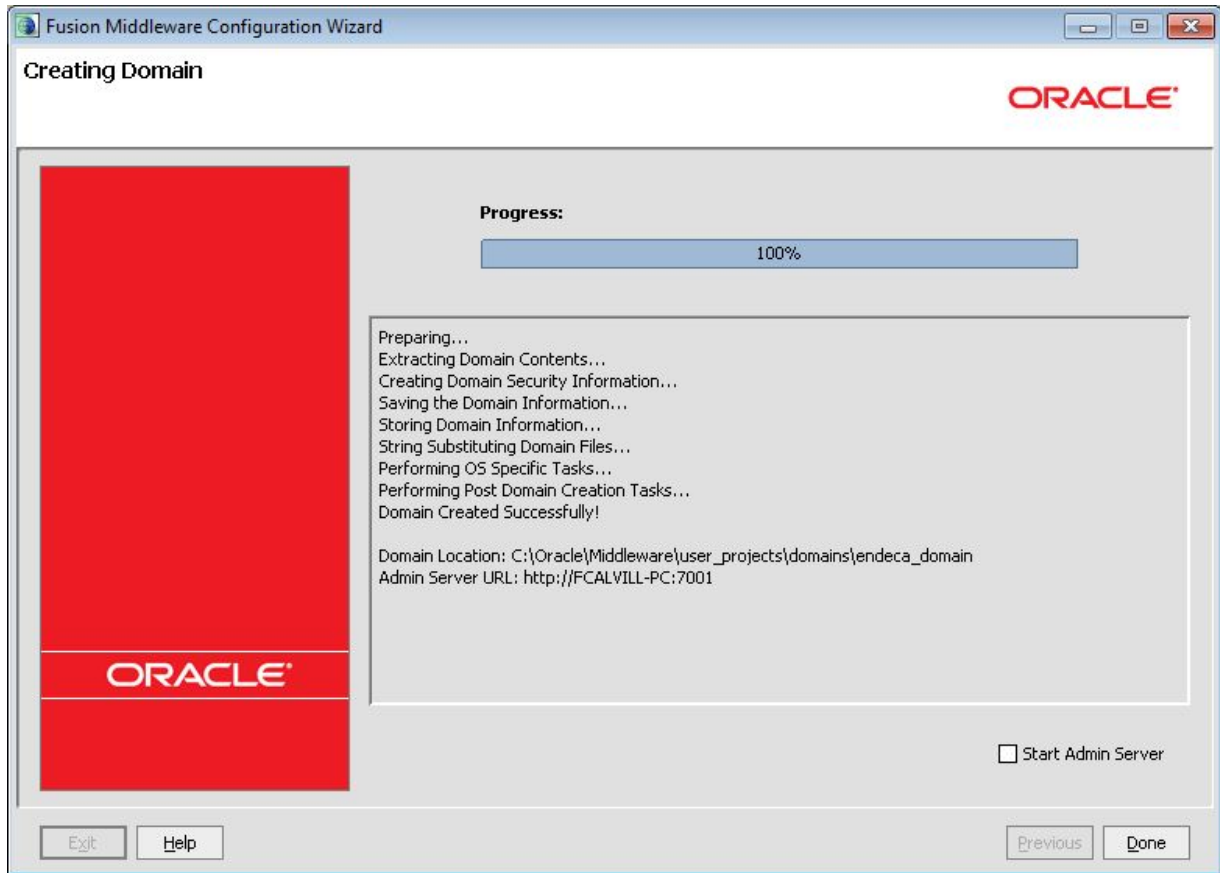 Fusion Middleware Configuration Wizard
Creating Domain
ORACLE
Progress:
100%
Preparing...
Extracting Domain Contents...
Creating Domain Security Information...
Saving the Domain Information...
Storing Domain Information...
String Substituting Domain Files...
Performing OS Specific Tasks...
Performing Post Domain Creation Tasks...
Domain Created Successfully!
Domain Location: C:\Oracle\Middleware\user_projects\domains\endeca_domain
Admin Server URL: http://FCALVILL-PC:7001
ORACLE
Start Admin Server
Exit Help Previous Done